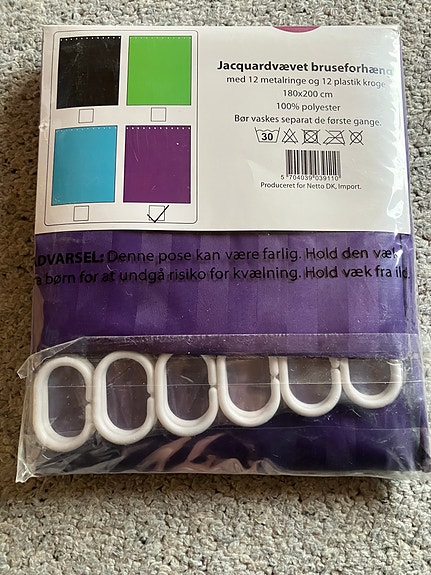 Jacquardvævet bruseforhæng
med 12 metalringe og 12 plastik kroge
180x200 cm
100% polyester
Bør vaskes separat de første gange.
30
5 704039 039110
Produceret for Netto DK, Import.
ADVARSEL: Denne pose kan være farlig. Hold den væk
fra børn for at undgå risiko for kvælning. Hold væk fra ild.